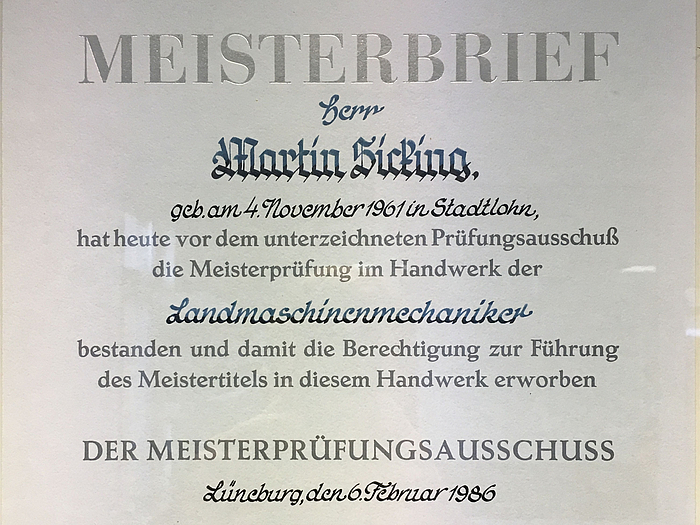 MEISTERBRIEF
Herr
Martin Sicking,
geb. am 4. November 1961 in Stadtlohn,
hat heute vor dem unterzeichneten Prüfungsausschuß
die Meisterprüfung im Handwerk der
Landmaschinenmechaniker
bestanden und damit die Berechtigung zur Führung
des Meistertitels in diesem Handwerk erworben
DER MEISTERPRÜFUNGSAUSSCHUSS
Lüneburg, den 6. Februar 1986